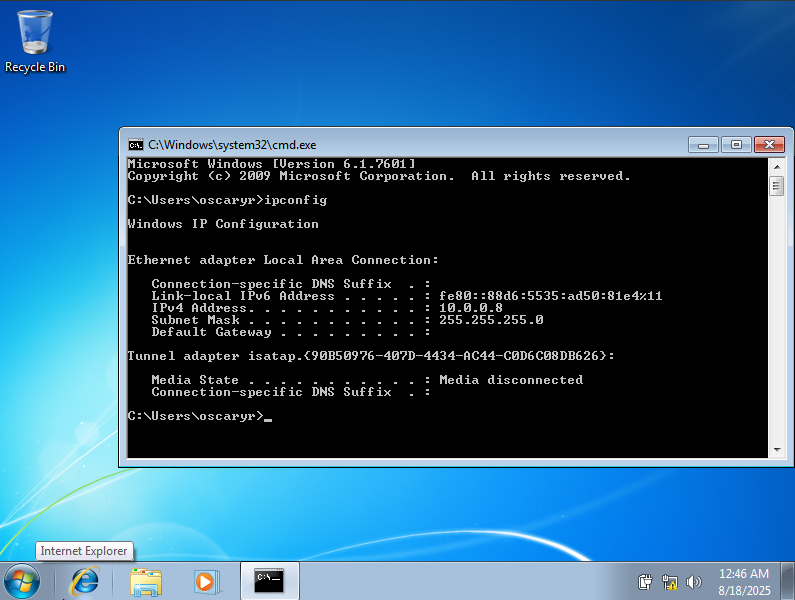 Recycle Bin
C:\Windows\system32\cmd.exe
Microsoft Windows [Version 6.1.7601]
Copyright (c) 2009 Microsoft Corporation.  All rights reserved.
C:\Users\oscaryr>ipconfig
Windows IP Configuration
Ethernet adapter Local Area Connection:
   Connection-specific DNS Suffix  . :
   Link-local IPv6 Address . . . . . : fe80::88d6:5535:ad50:81e4%11
   IPv4 Address. . . . . . . . . . . : 10.0.0.8
   Subnet Mask . . . . . . . . . . . : 255.255.255.0
   Default Gateway . . . . . . . . . :
Tunnel adapter isatap.{90B50976-407D-4434-AC44-C0D6C08DB626}:
   Media State . . . . . . . . . . . : Media disconnected
   Connection-specific DNS Suffix  . :
C:\Users\oscaryr>_
Internet Explorer
12:46 AM
8/18/2025